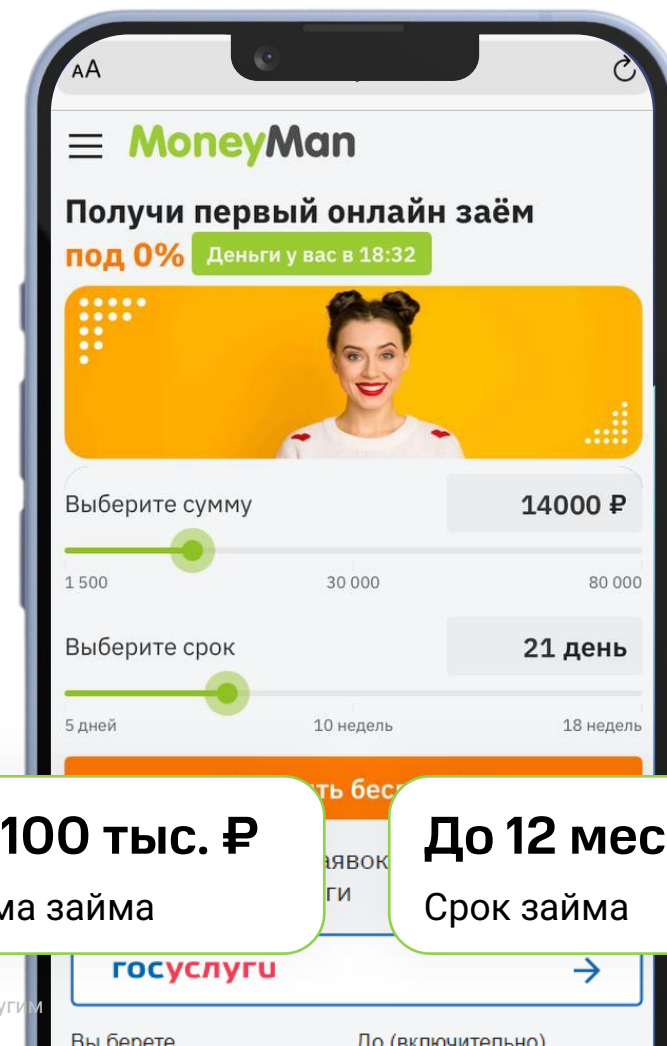 AA
MoneyMan
Получи первый онлайн заём
под 0% Деньги у вас в 18:32
Выберите сумму 14000 ₽
1 500 30 000 80 000
Выберите срок 21 день
5 дней 10 недель 18 недель
100 тыс. ₽
займа
До 12 мес
Срок займа
госуслуги
Вы берете До (включительно)